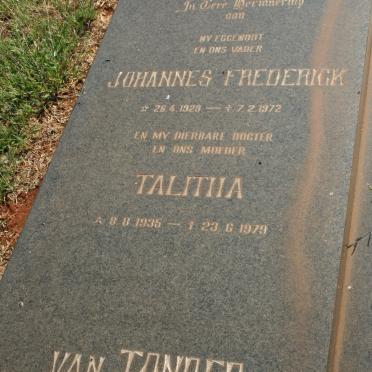 In Tere Herinnering
aan
MY EGGENOOT
EN ONS VADER
JOHANNES FREDERICK
☆ 26.4.1929 — † 7.2.1972
EN MY DIERBARE DOGTER
EN ONS MOEDER
TALITHA
☆ 8.8.1935 — † 23.6.1979
VAN TONDER